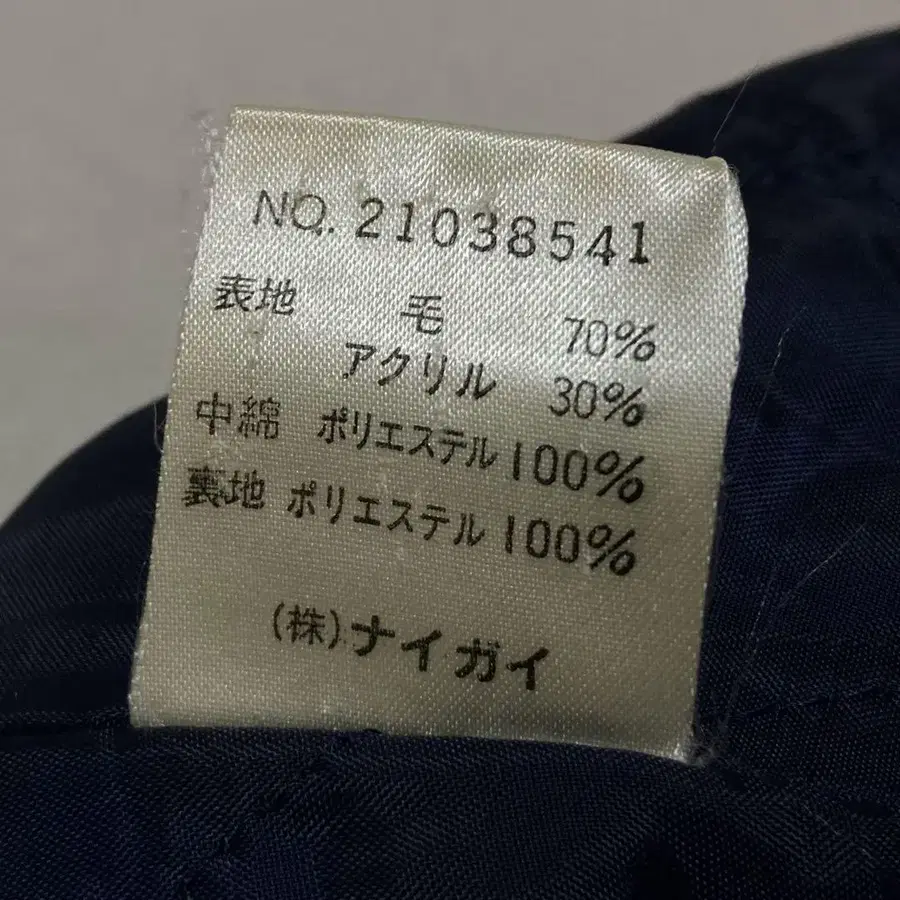 NO. 21038541
表地 毛 70%
アクリル 30%
中綿 ポリエステル 100%
裏地 ポリエステル 100%
(株)ナイガイ